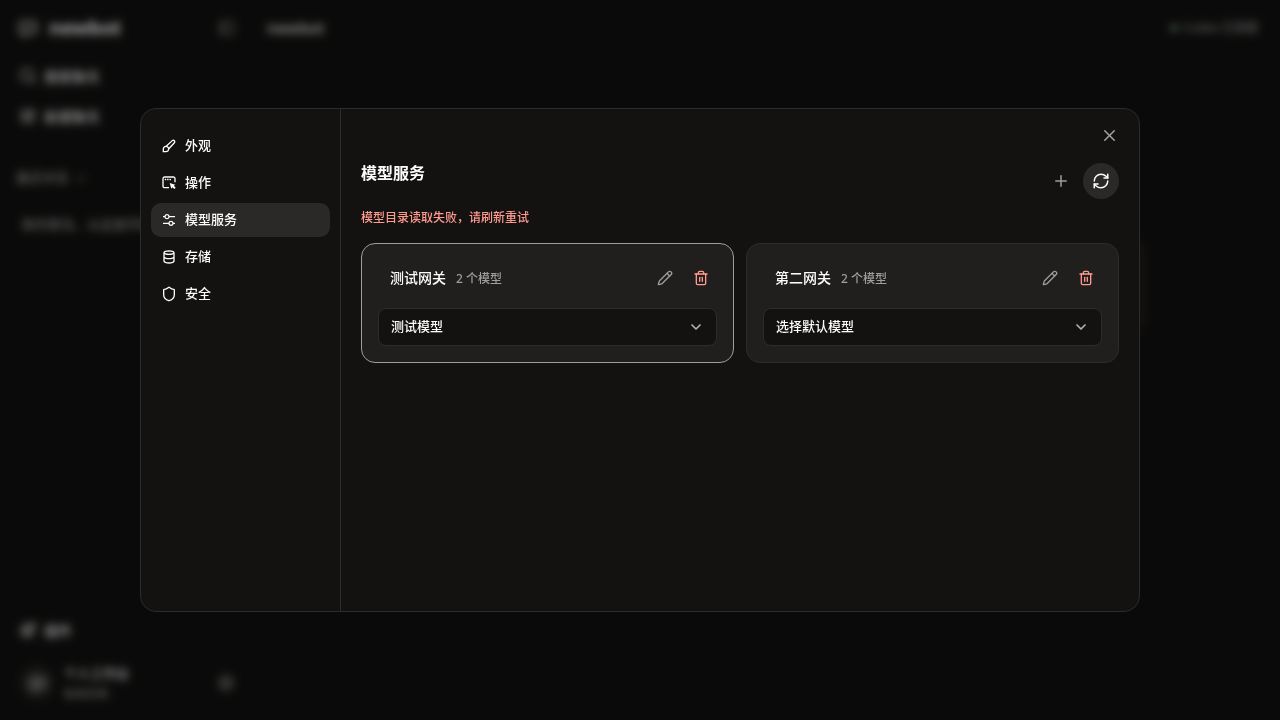 newbot
newbot
外观
操作
模型服务
存储
安全
模型服务
模型目录读取失败，请刷新重试
测试网关 2 个模型
测试模型
第二网关 2 个模型
选择默认模型